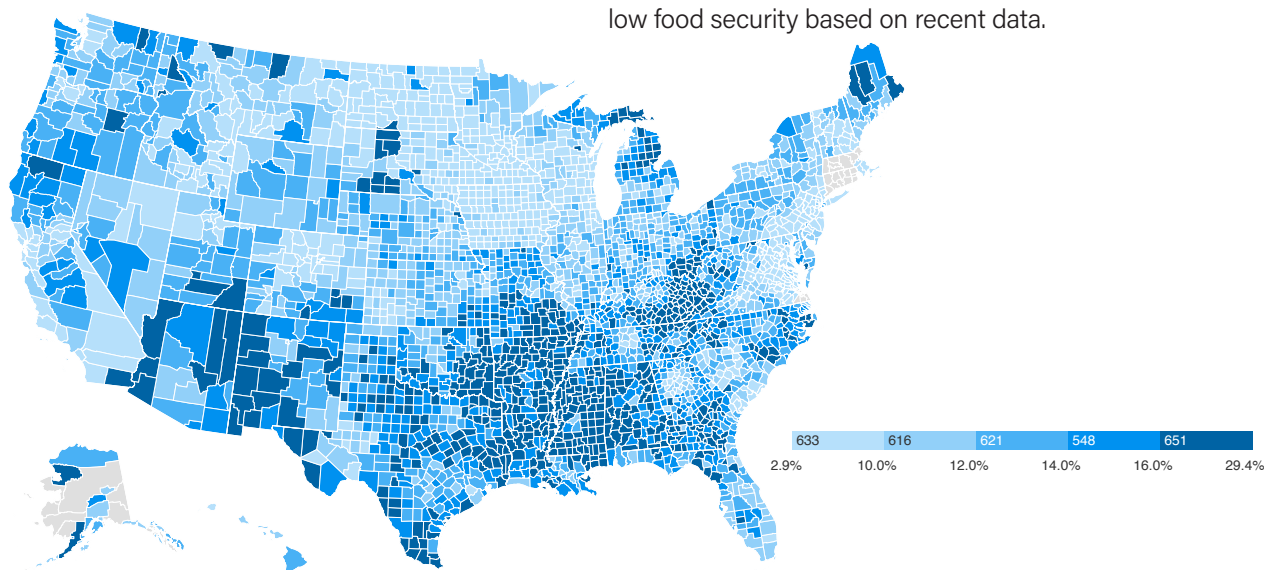 low food security based on recent data.
633 616 621 548 651
2.9% 10.0% 12.0% 14.0% 16.0% 29.4%